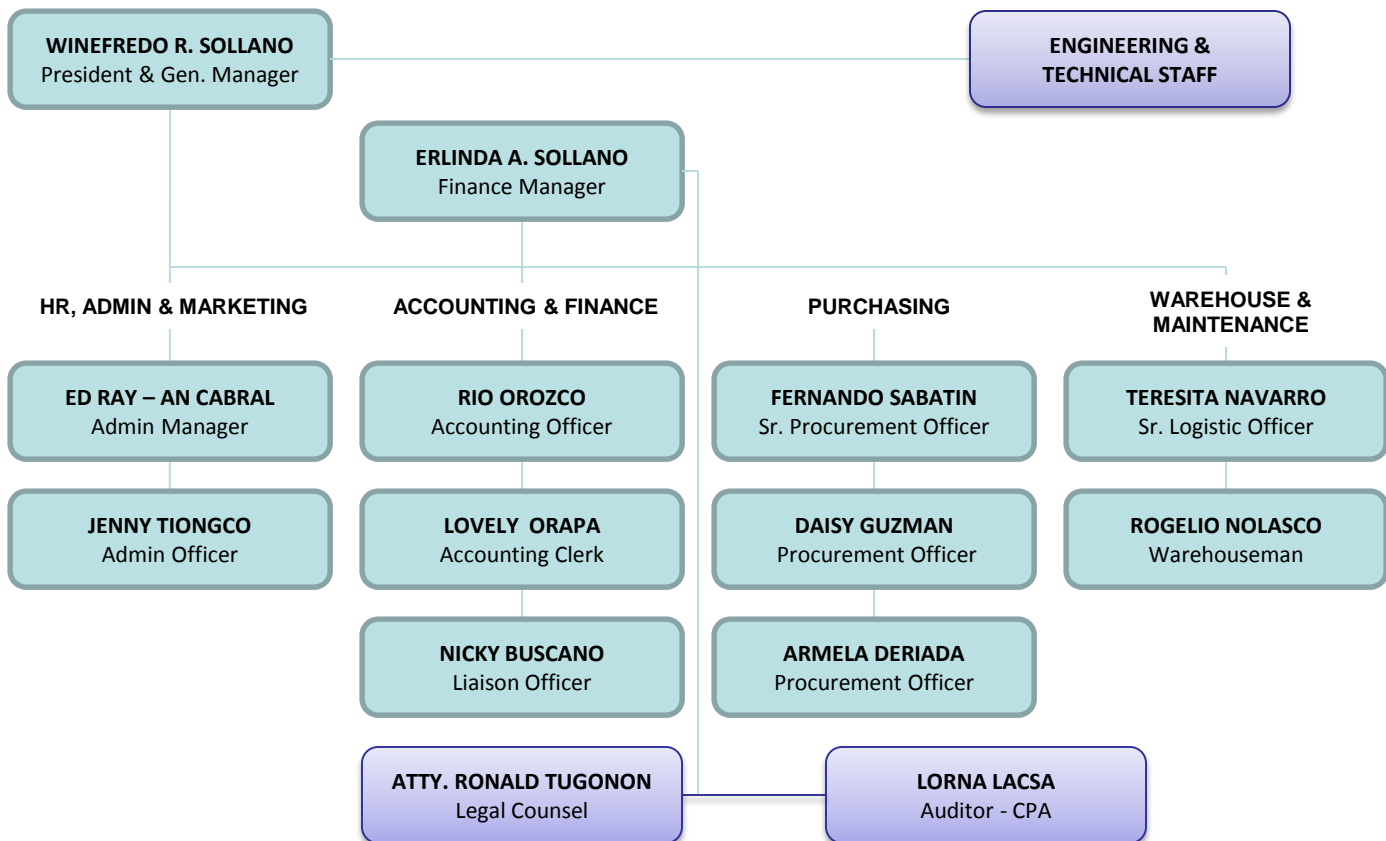 WINEFREDO R. SOLLANO
President & Gen. Manager
ENGINEERING &
TECHNICAL STAFF
ERLINDA A. SOLLANO
Finance Manager
HR, ADMIN & MARKETING
ACCOUNTING & FINANCE
PURCHASING
WAREHOUSE &
MAINTENANCE
ED RAY – AN CABRAL
Admin Manager
RIO OROZCO
Accounting Officer
FERNANDO SABATIN
Sr. Procurement Officer
TERESITA NAVARRO
Sr. Logistic Officer
JENNY TIONGCO
Admin Officer
LOVELY  ORAPA
Accounting Clerk
DAISY GUZMAN
Procurement Officer
ROGELIO NOLASCO
Warehouseman
NICKY BUSCANO
Liaison Officer
ARMELA DERIADA
Procurement Officer
ATTY. RONALD TUGONON
Legal Counsel
LORNA LACSA
Auditor - CPA